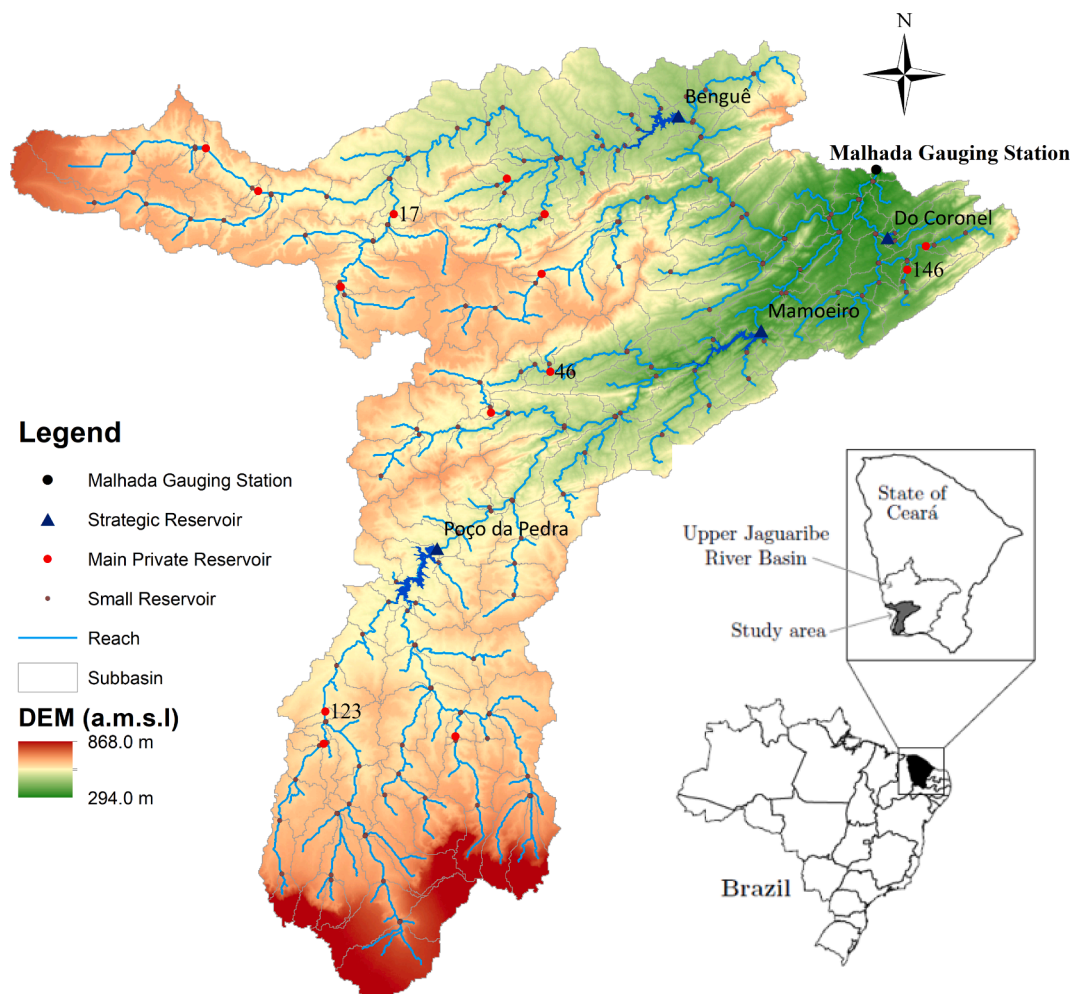 N
Benguê
Malhada Gauging Station
17
Do Coronel
146
Mamoeiro
46
Legend
Malhada Gauging Station
Strategic Reservoir
Main Private Reservoir
Small Reservoir
Reach
Subbasin
DEM (a.m.s.l)
868.0 m
294.0 m
Poço da Pedra
123
State of
Ceará
Upper Jaguaribe
River Basin
Study area
Brazil